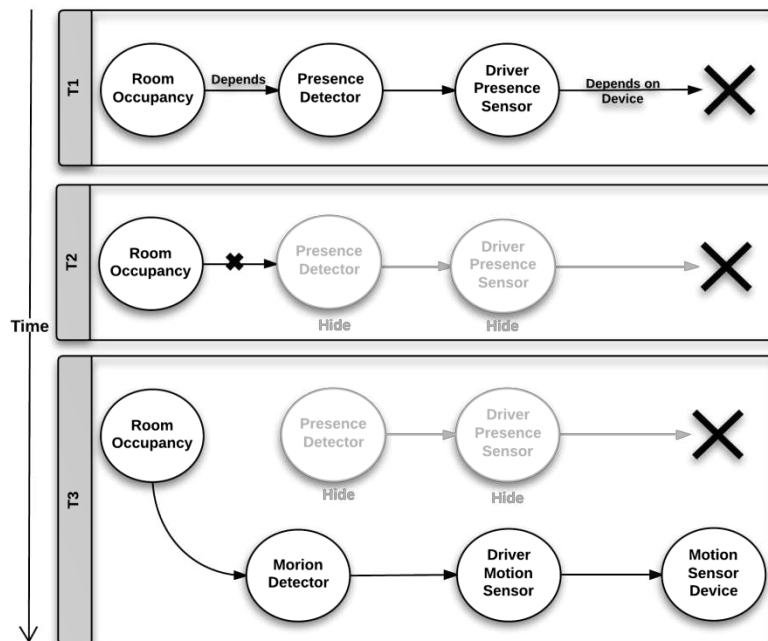 T1
Room
Occupancy
Depends
Presence
Detector
Driver
Presence
Sensor
Depends on
Device
T2
Room
Occupancy
Presence
Detector
Hide
Driver
Presence
Sensor
Hide
Time
T3
Room
Occupancy
Presence
Detector
Hide
Driver
Presence
Sensor
Hide
Morion
Detector
Driver
Motion
Sensor
Motion
Sensor
Device